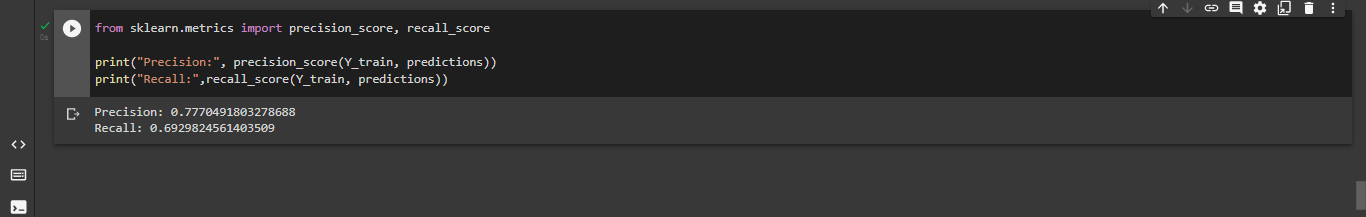 from sklearn.metrics import precision_score, recall_score
print("Precision:", precision_score(Y_train, predictions))
print("Recall:",recall_score(Y_train, predictions))
0s
Precision: 0.7770491803278688
Recall: 0.6929824561403509